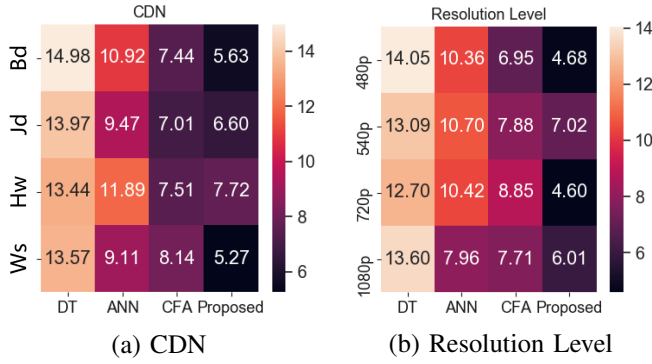 CDN
Bd 14.98 10.92 7.44 5.63
Jd 13.97 9.47 7.01 6.60
Hw 13.44 11.89 7.51 7.72
Ws 13.57 9.11 8.14 5.27
DT ANN CFA Proposed
14
12
10
8
6
(a) CDN
Resolution Level
480p 14.05 10.36 6.95 4.68
540p 13.09 10.70 7.88 7.02
720p 12.70 10.42 8.85 4.60
1080p 13.60 7.96 7.71 6.01
DT ANN CFA Proposed
14
12
10
8
6
(b) Resolution Level